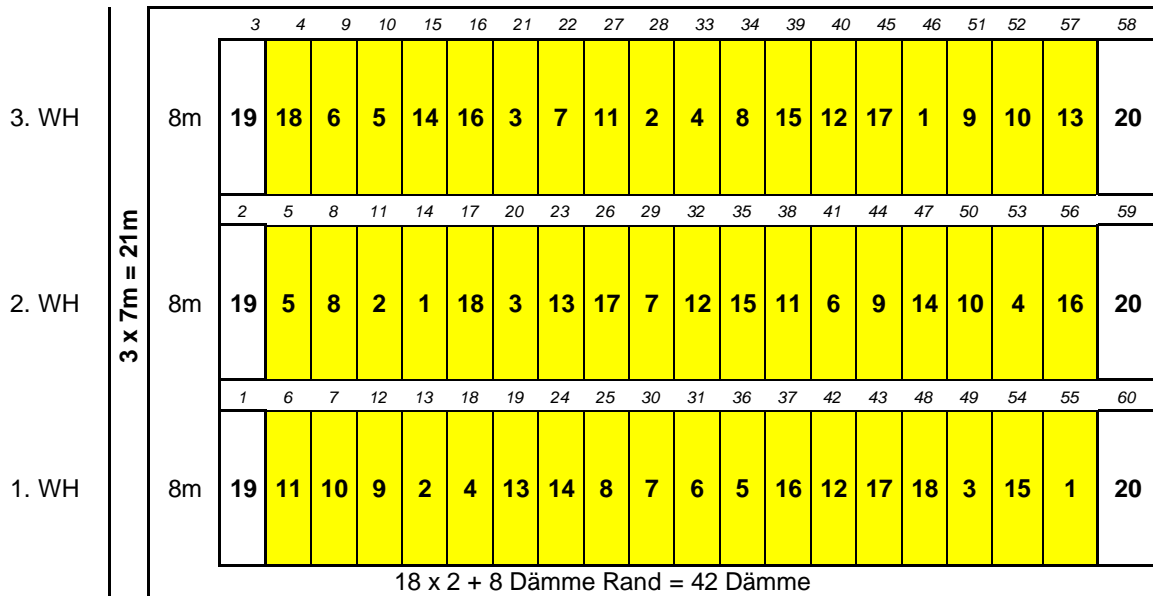 3 4 9 10 15 16 21 22 27 28 33 34 39 40 45 46 51 52 57 58
3. WH 8m 19 18 6 5 14 16 3 7 11 2 4 8 15 12 17 1 9 10 13 20
2 5 8 11 14 17 20 23 26 29 32 35 38 41 44 47 50 53 56 59
3 x 7m = 21m
2. WH 8m 19 5 8 2 1 18 3 13 17 7 12 15 11 6 9 14 10 4 16 20
1 6 7 12 13 18 19 24 25 30 31 36 37 42 43 48 49 54 55 60
1. WH 8m 19 11 10 9 2 4 13 14 8 7 6 5 16 12 17 18 3 15 1 20
18 x 2 + 8 Dämme Rand = 42 Dämme